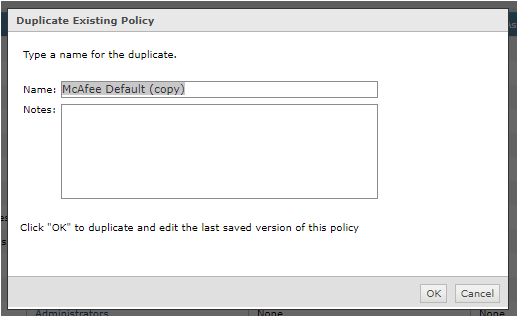 Duplicate Existing Policy
Type a name for the duplicate.
Name: McAfee Default (copy)
Notes:
Click "OK" to duplicate and edit the last saved version of this policy
OK Cancel
Administrators None None